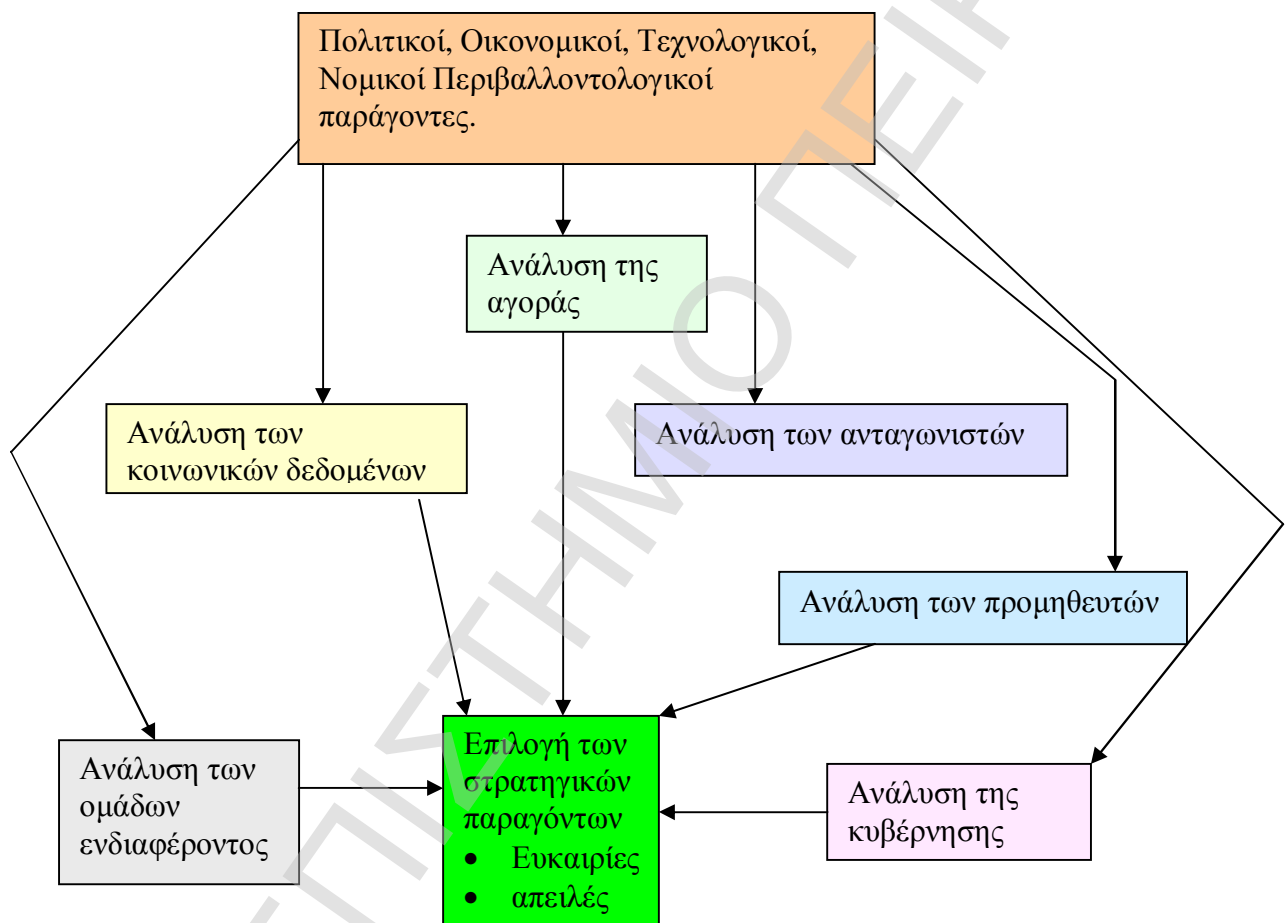 Πολιτικοί, Οικονομικοί, Τεχνολογικοί,
Νομικοί Περιβαλλοντολογικοί
παράγοντες.
Ανάλυση της
αγοράς
Ανάλυση των
κοινωνικών δεδομένων
Ανάλυση των ανταγωνιστών
Ανάλυση των προμηθευτών
Ανάλυση των
ομάδων
ενδιαφέροντος
Επιλογή των
στρατηγικών
παραγόντων
• Ευκαιρίες
• απειλές
Ανάλυση της
κυβέρνησης